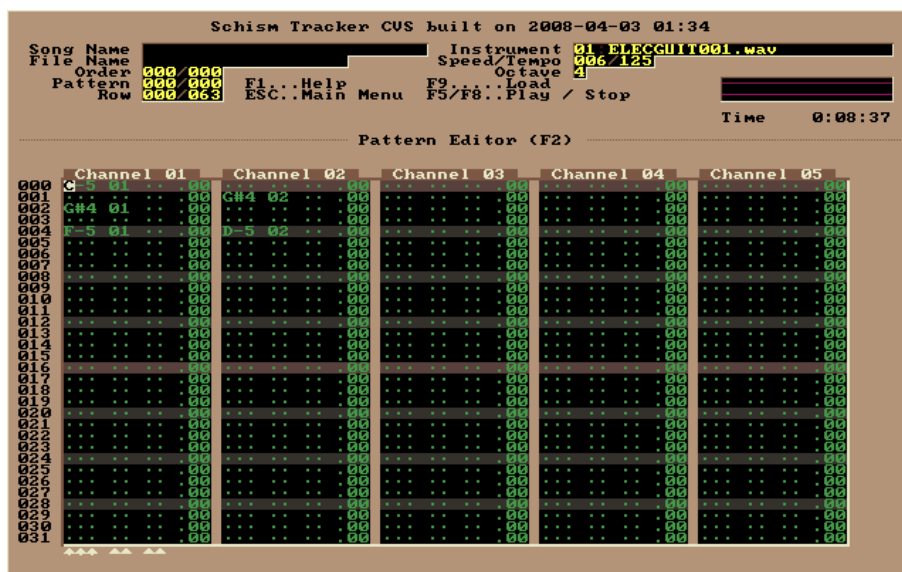 Schism Tracker CVS built on 2008-04-03 01:34
Song Name Instrument 01 ELECGUIT001.wav
File Name Speed/Tempo 006/125
Order 000/000 Octave 4
Pattern 000/000 F1...Help F9.....Load
Row 000/063 ESC..Main Menu F5/F8..Play / Stop
Time 0:08:37
Pattern Editor (F2)
Channel 01 Channel 02 Channel 03 Channel 04 Channel 05
000 C-5 01 .. .00 ... .. .. .00 ... .. .. .00 ... .. .. .00 ... .. .. .00
001 ... .. .. .00 G#4 02 .. .00 ... .. .. .00 ... .. .. .00 ... .. .. .00
002 G#4 01 .. .00 ... .. .. .00 ... .. .. .00 ... .. .. .00 ... .. .. .00
003 ... .. .. .00 ... .. .. .00 ... .. .. .00 ... .. .. .00 ... .. .. .00
004 F-5 01 .. .00 D-5 02 .. .00 ... .. .. .00 ... .. .. .00 ... .. .. .00
005 ... .. .. .00 ... .. .. .00 ... .. .. .00 ... .. .. .00 ... .. .. .00
006 ... .. .. .00 ... .. .. .00 ... .. .. .00 ... .. .. .00 ... .. .. .00
007 ... .. .. .00 ... .. .. .00 ... .. .. .00 ... .. .. .00 ... .. .. .00
008 ... .. .. .00 ... .. .. .00 ... .. .. .00 ... .. .. .00 ... .. .. .00
009 ... .. .. .00 ... .. .. .00 ... .. .. .00 ... .. .. .00 ... .. .. .00
010 ... .. .. .00 ... .. .. .00 ... .. .. .00 ... .. .. .00 ... .. .. .00
011 ... .. .. .00 ... .. .. .00 ... .. .. .00 ... .. .. .00 ... .. .. .00
012 ... .. .. .00 ... .. .. .00 ... .. .. .00 ... .. .. .00 ... .. .. .00
013 ... .. .. .00 ... .. .. .00 ... .. .. .00 ... .. .. .00 ... .. .. .00
014 ... .. .. .00 ... .. .. .00 ... .. .. .00 ... .. .. .00 ... .. .. .00
015 ... .. .. .00 ... .. .. .00 ... .. .. .00 ... .. .. .00 ... .. .. .00
016 ... .. .. .00 ... .. .. .00 ... .. .. .00 ... .. .. .00 ... .. .. .00
017 ... .. .. .00 ... .. .. .00 ... .. .. .00 ... .. .. .00 ... .. .. .00
018 ... .. .. .00 ... .. .. .00 ... .. .. .00 ... .. .. .00 ... .. .. .00
019 ... .. .. .00 ... .. .. .00 ... .. .. .00 ... .. .. .00 ... .. .. .00
020 ... .. .. .00 ... .. .. .00 ... .. .. .00 ... .. .. .00 ... .. .. .00
021 ... .. .. .00 ... .. .. .00 ... .. .. .00 ... .. .. .00 ... .. .. .00
022 ... .. .. .00 ... .. .. .00 ... .. .. .00 ... .. .. .00 ... .. .. .00
023 ... .. .. .00 ... .. .. .00 ... .. .. .00 ... .. .. .00 ... .. .. .00
024 ... .. .. .00 ... .. .. .00 ... .. .. .00 ... .. .. .00 ... .. .. .00
025 ... .. .. .00 ... .. .. .00 ... .. .. .00 ... .. .. .00 ... .. .. .00
026 ... .. .. .00 ... .. .. .00 ... .. .. .00 ... .. .. .00 ... .. .. .00
027 ... .. .. .00 ... .. .. .00 ... .. .. .00 ... .. .. .00 ... .. .. .00
028 ... .. .. .00 ... .. .. .00 ... .. .. .00 ... .. .. .00 ... .. .. .00
029 ... .. .. .00 ... .. .. .00 ... .. .. .00 ... .. .. .00 ... .. .. .00
030 ... .. .. .00 ... .. .. .00 ... .. .. .00 ... .. .. .00 ... .. .. .00
031 ... .. .. .00 ... .. .. .00 ... .. .. .00 ... .. .. .00 ... .. .. .00